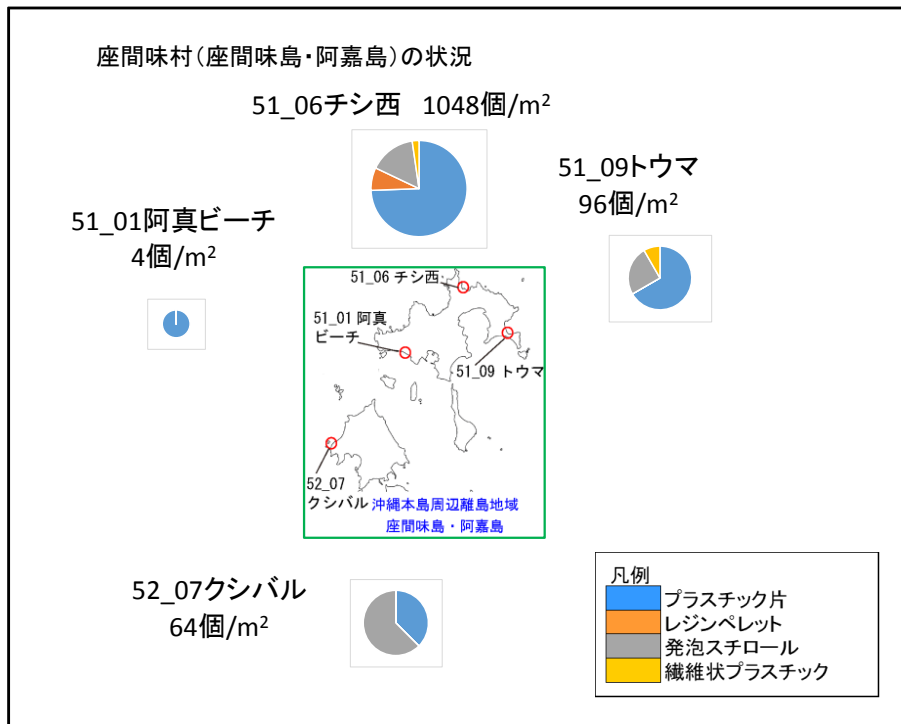 座間味村(座間味島・阿嘉島)の状況
51_06チシ西 1048個/m²
51_09トウマ
96個/m²
51_01阿真ビーチ
4個/m²
51_06 チシ西
51_01 阿真
ビーチ
51_09 トウマ
52_07
クシバル
沖縄本島周辺離島地域
座間味島・阿嘉島
52_07クシバル
64個/m²
凡例
プラスチック片
レジンペレット
発泡スチロール
繊維状プラスチック